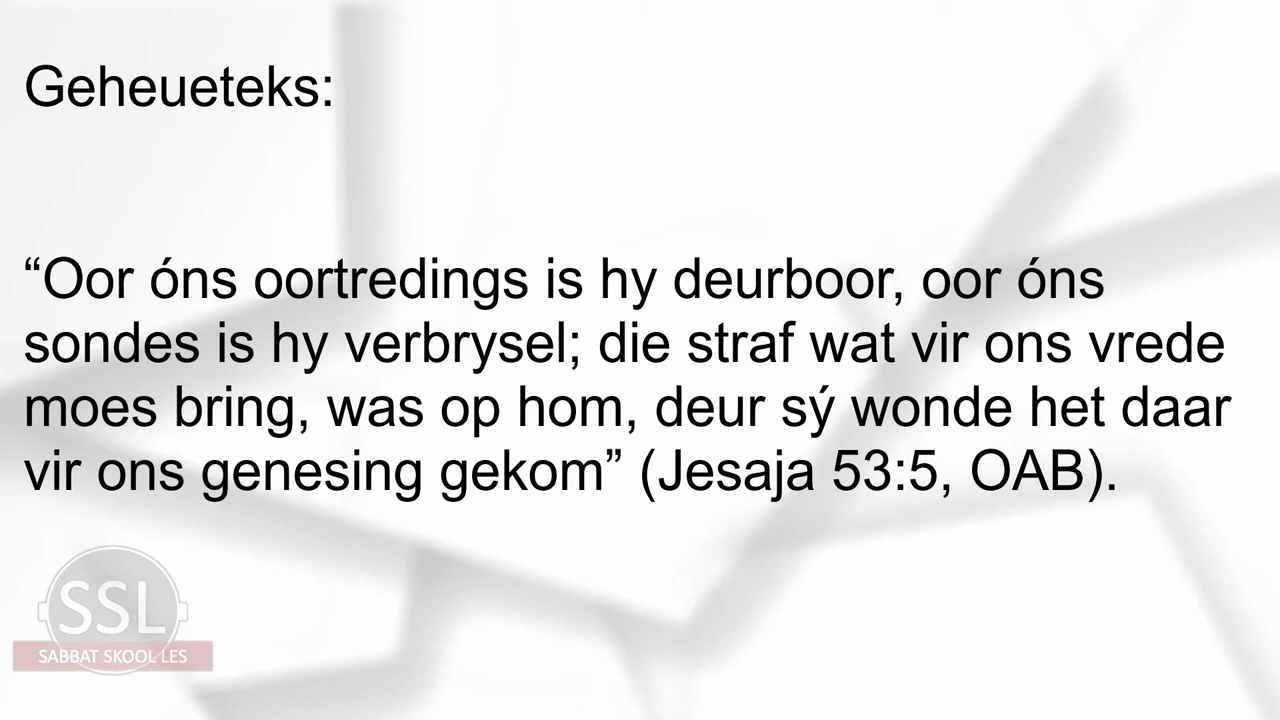 Geheueteks:
“Oor óns oortredings is hy deurboor, oor óns
sondes is hy verbrysel; die straf wat vir ons vrede
moes bring, was op hom, deur sý wonde het daar
vir ons genesing gekom” (Jesaja 53:5, OAB).
SSL
SABBAT SKOOL LES